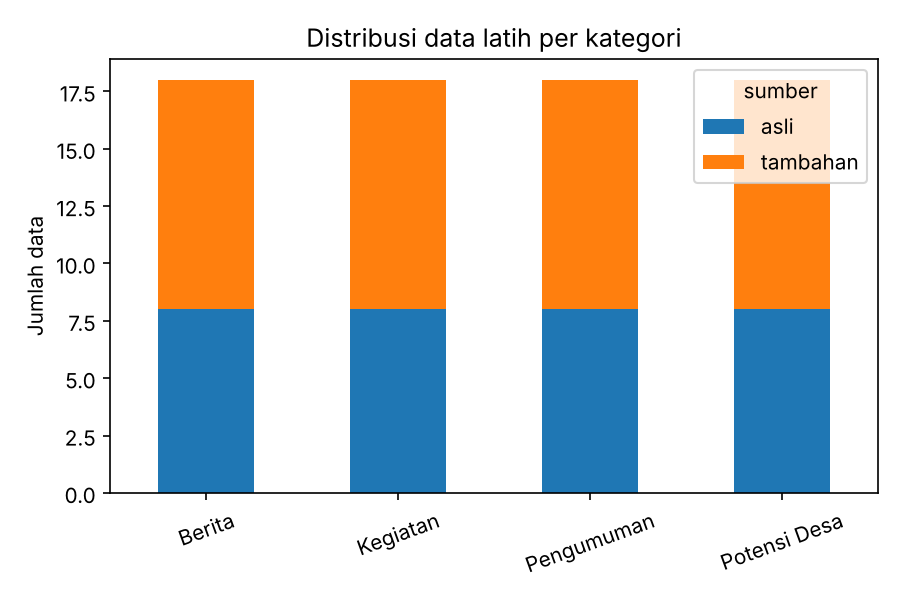 Distribusi data latih per kategori
sumber
asli
tambahan
Jumlah data
17.5
15.0
12.5
10.0
7.5
5.0
2.5
0.0
Berita
Kegiatan
Pengumuman
Potensi Desa